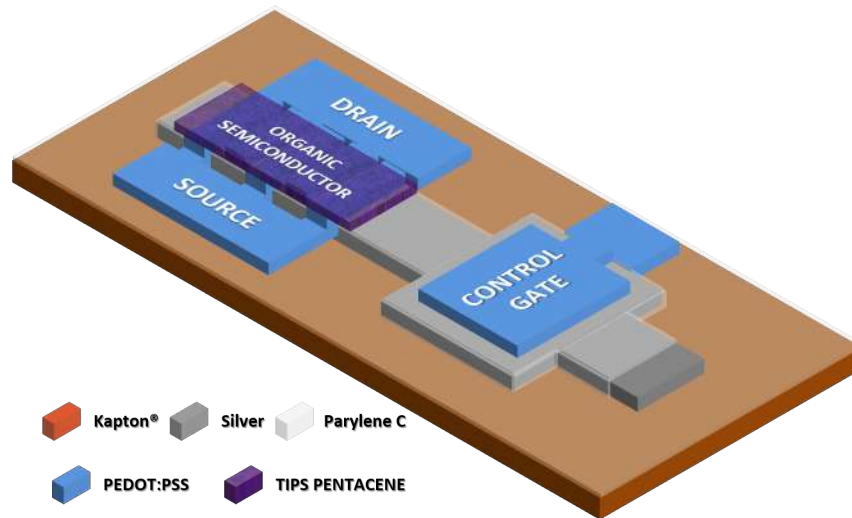 DRAIN
ORGANIC
SEMICONDUCTOR
SOURCE
CONTROL
GATE
Kapton® Silver Parylene C
PEDOT:PSS TIPS PENTACENE